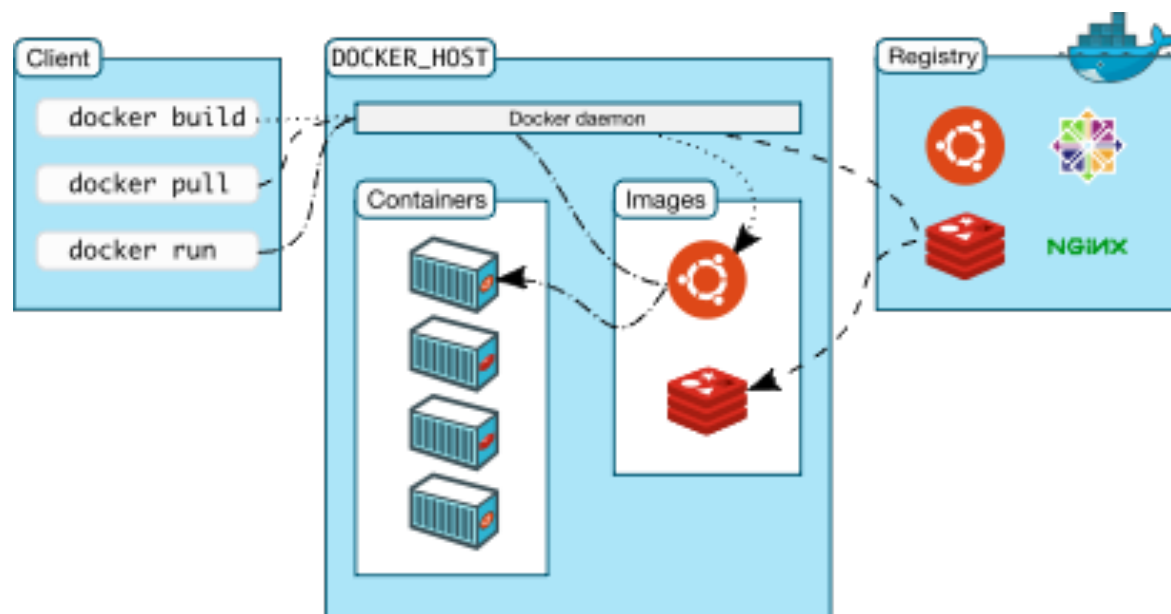 Client
docker build
docker pull
docker run
DOCKER_HOST
Docker daemon
Containers
Images
Registry
NGINX